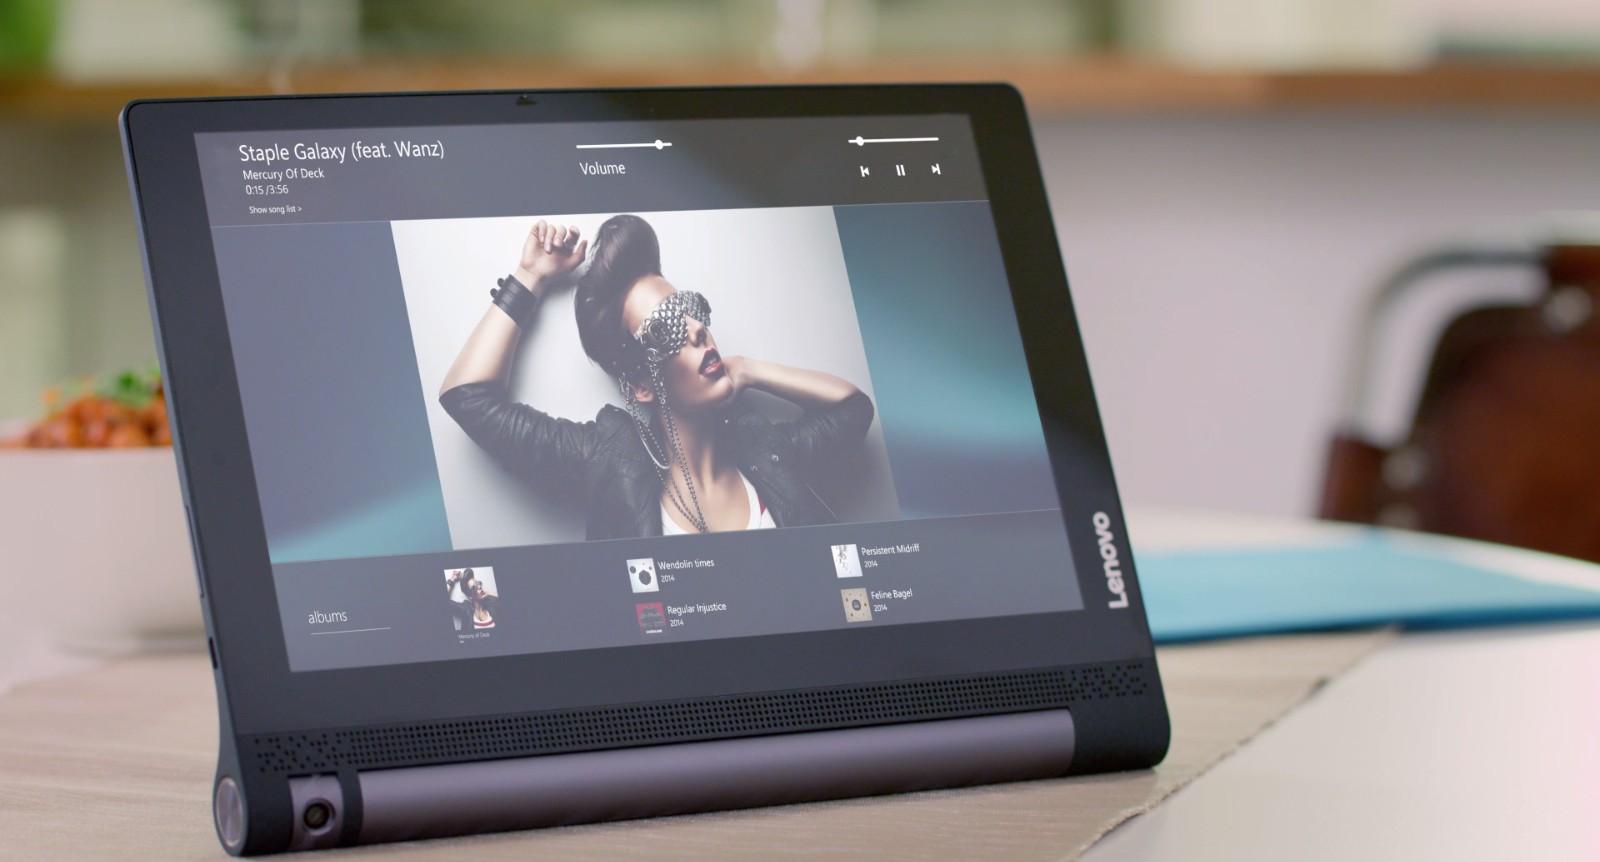 Staple Galaxy (feat. Wanz)
Mercury Of Deck
0:15 /3:56
Show song list >
Volume
albums
Mercury of Deck
Wendolin times
2014
Regular Injustice
2014
Persistent Midriff
2014
Feline Bagel
2014
Lenovo